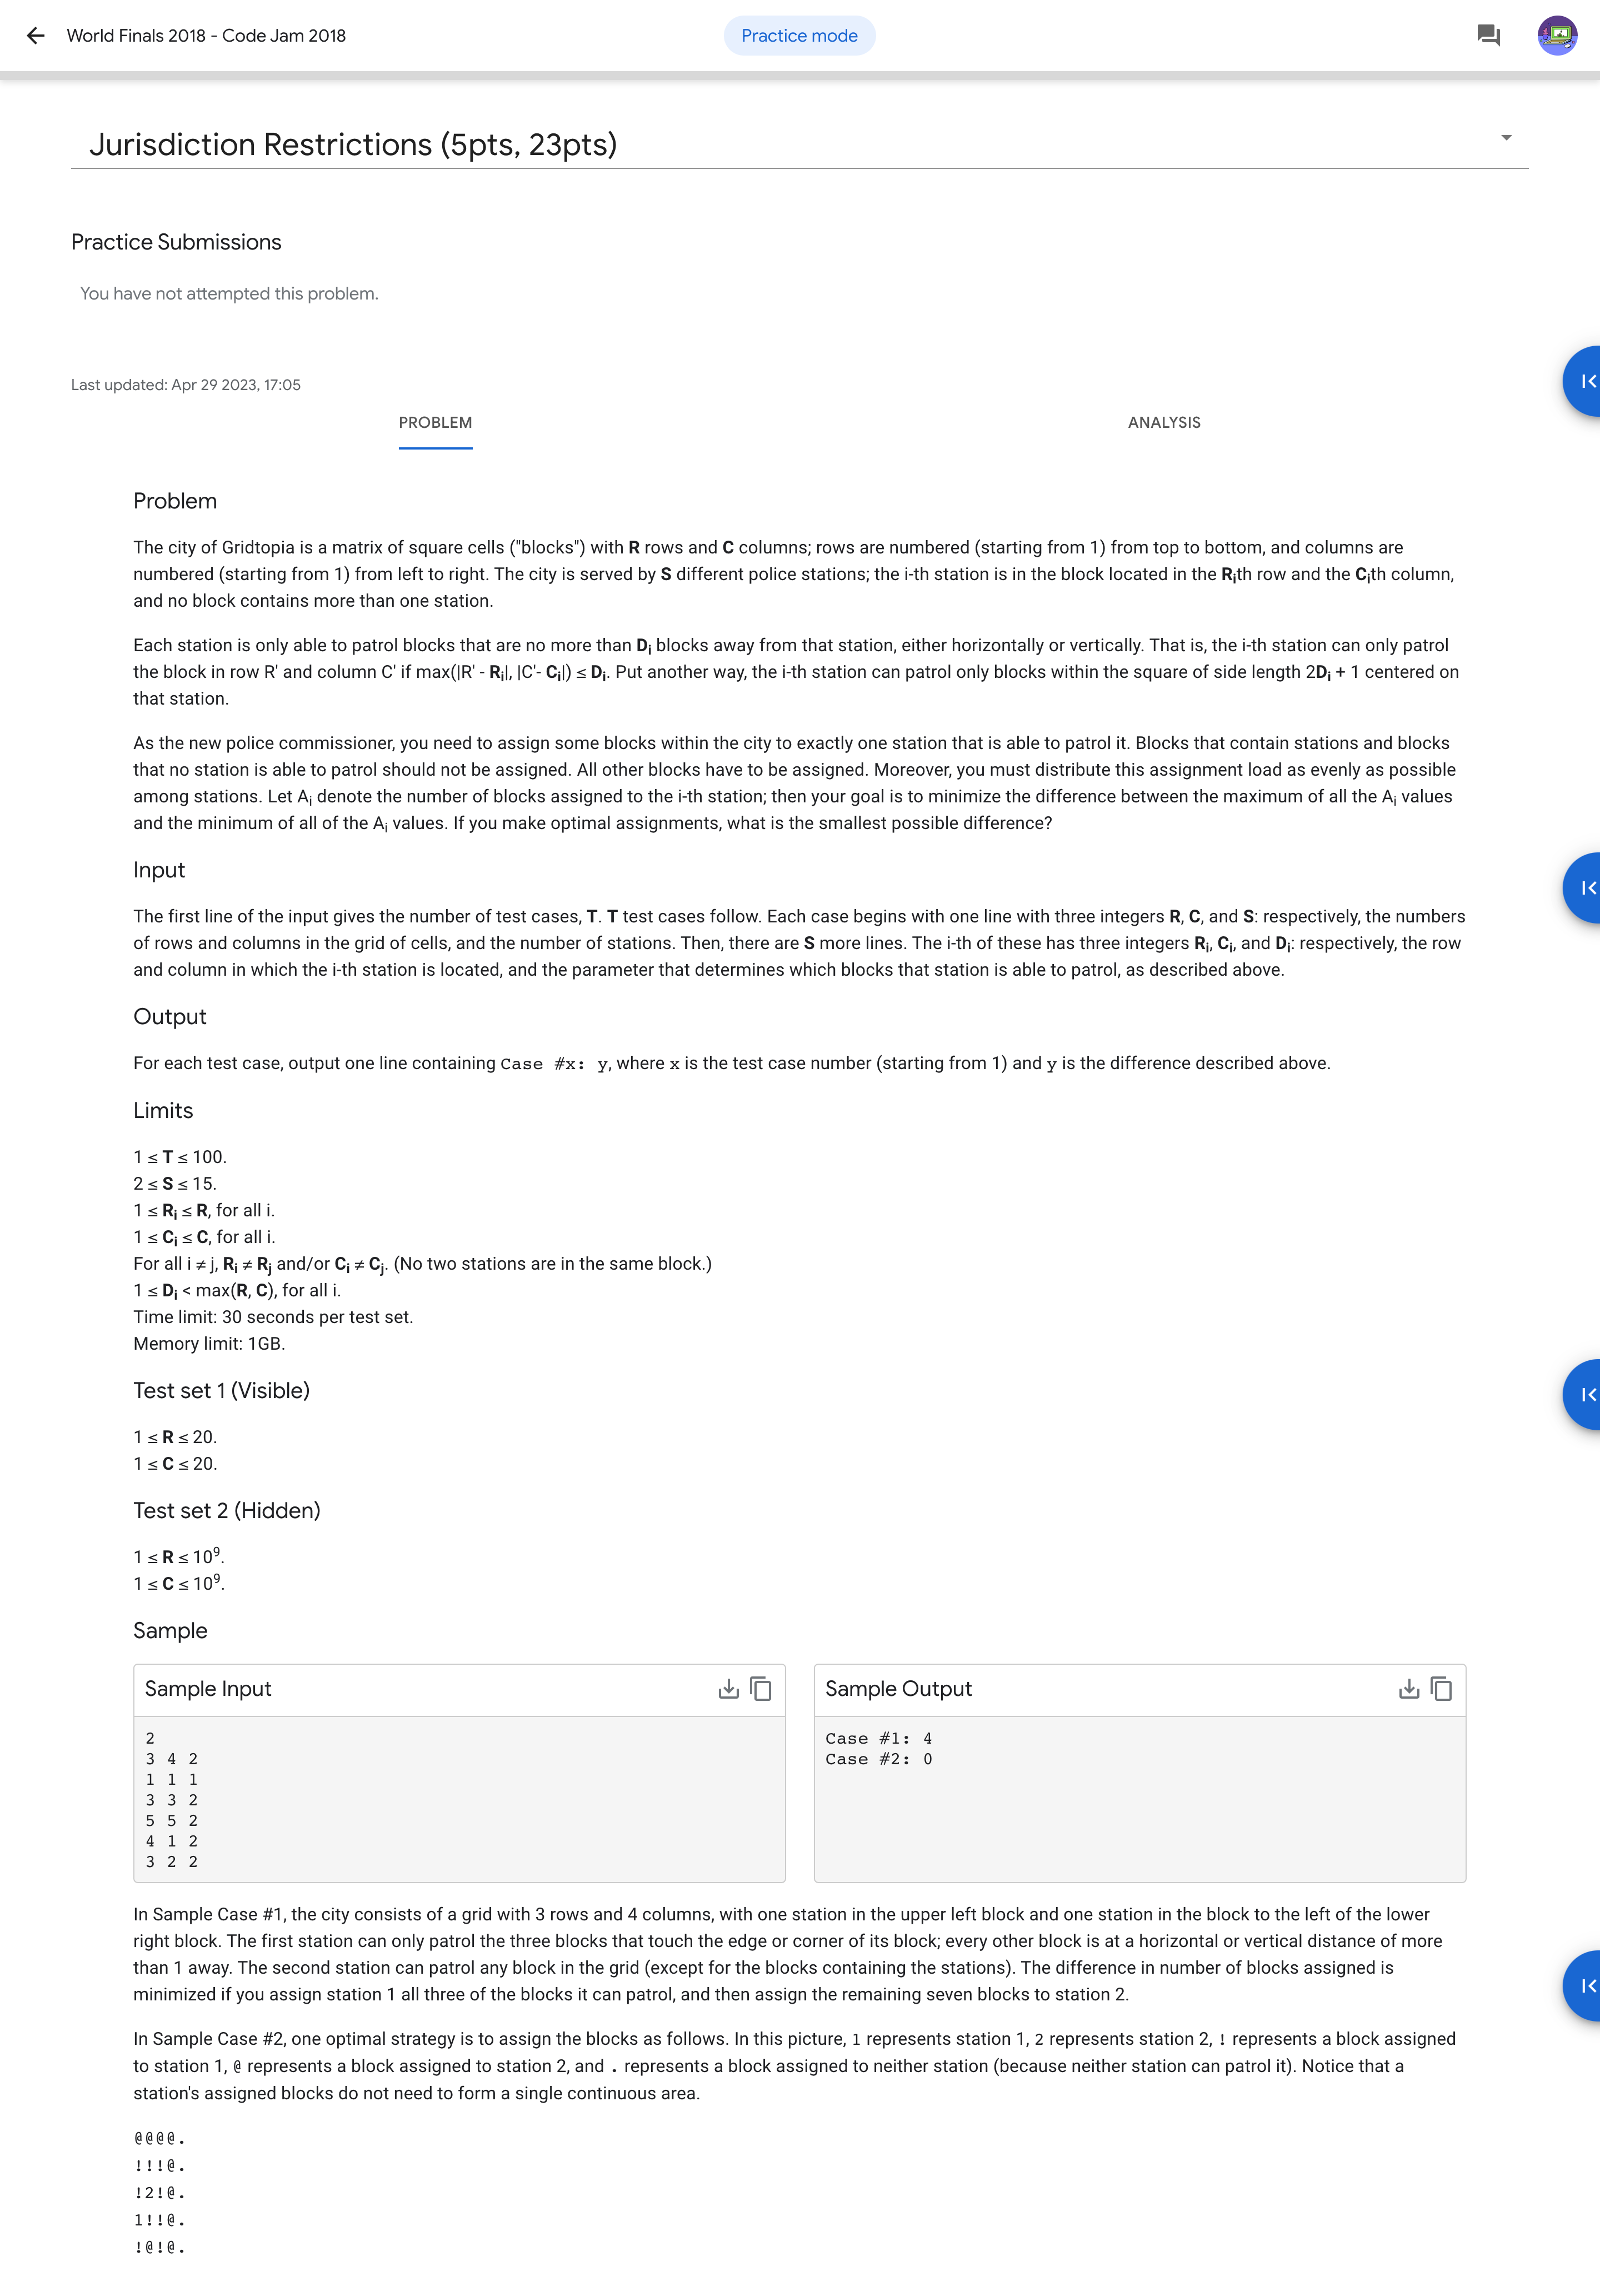 World Finals 2018 - Code Jam 2018
Practice mode
Jurisdiction Restrictions (5pts, 23pts)
Practice Submissions
You have not attempted this problem.
Last updated: Apr 29 2023, 17:05
PROBLEM
ANALYSIS
Problem
The city of Gridtopia is a matrix of square cells ("blocks") with R rows and C columns; rows are numbered (starting from 1) from top to bottom, and columns are
numbered (starting from 1) from left to right. The city is served by S different police stations; the i-th station is in the block located in the Rith row and the Cith column,
and no block contains more than one station.
Each station is only able to patrol blocks that are no more than Di blocks away from that station, either horizontally or vertically. That is, the i-th station can only patrol
the block in row R' and column C' if max(|R' - Ri|, |C'- Ci|) ≤ Di. Put another way, the i-th station can patrol only blocks within the square of side length 2Di + 1 centered on
that station.
As the new police commissioner, you need to assign some blocks within the city to exactly one station that is able to patrol it. Blocks that contain stations and blocks
that no station is able to patrol should not be assigned. All other blocks have to be assigned. Moreover, you must distribute this assignment load as evenly as possible
among stations. Let Ai denote the number of blocks assigned to the i-th station; then your goal is to minimize the difference between the maximum of all the Ai values
and the minimum of all of the Ai values. If you make optimal assignments, what is the smallest possible difference?
Input
The first line of the input gives the number of test cases, T. T test cases follow. Each case begins with one line with three integers R, C, and S: respectively, the numbers
of rows and columns in the grid of cells, and the number of stations. Then, there are S more lines. The i-th of these has three integers Ri, Ci, and Di: respectively, the row
and column in which the i-th station is located, and the parameter that determines which blocks that station is able to patrol, as described above.
Output
For each test case, output one line containing Case #x: y, where x is the test case number (starting from 1) and y is the difference described above.
Limits
1 ≤ T ≤ 100.
2 ≤ S ≤ 15.
1 ≤ Ri ≤ R, for all i.
1 ≤ Ci ≤ C, for all i.
For all i ≠ j, Ri ≠ Rj and/or Ci ≠ Cj. (No two stations are in the same block.)
1 ≤ Di < max(R, C), for all i.
Time limit: 30 seconds per test set.
Memory limit: 1GB.
Test set 1 (Visible)
1 ≤ R ≤ 20.
1 ≤ C ≤ 20.
Test set 2 (Hidden)
1 ≤ R ≤ 10⁹.
1 ≤ C ≤ 10⁹.
Sample
Sample Input
2
3 4 2
1 1 1
3 3 2
5 5 2
4 1 2
3 2 2
Sample Output
Case #1: 4
Case #2: 0
In Sample Case #1, the city consists of a grid with 3 rows and 4 columns, with one station in the upper left block and one station in the block to the left of the lower
right block. The first station can only patrol the three blocks that touch the edge or corner of its block; every other block is at a horizontal or vertical distance of more
than 1 away. The second station can patrol any block in the grid (except for the blocks containing the stations). The difference in number of blocks assigned is
minimized if you assign station 1 all three of the blocks it can patrol, and then assign the remaining seven blocks to station 2.
In Sample Case #2, one optimal strategy is to assign the blocks as follows. In this picture, 1 represents station 1, 2 represents station 2, ! represents a block assigned
to station 1, @ represents a block assigned to station 2, and . represents a block assigned to neither station (because neither station can patrol it). Notice that a
station's assigned blocks do not need to form a single continuous area.
@@@@.
!!!@.
!2!@.
1!!@.
!@!@.